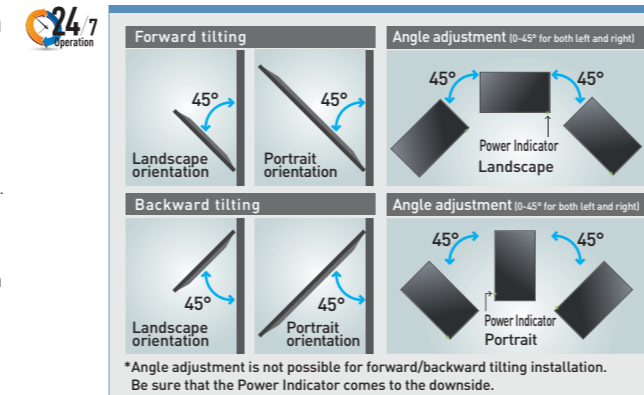 24/7
operation
Forward tilting
45°
Landscape
orientation
45°
Portrait
orientation
Angle adjustment (0-45° for both left and right)
45°
45°
Power Indicator
Landscape
Backward tilting
45°
Landscape
orientation
45°
Portrait
orientation
Angle adjustment (0-45° for both left and right)
45°
45°
Power Indicator
Portrait
*Angle adjustment is not possible for forward/backward tilting installation.
Be sure that the Power Indicator comes to the downside.